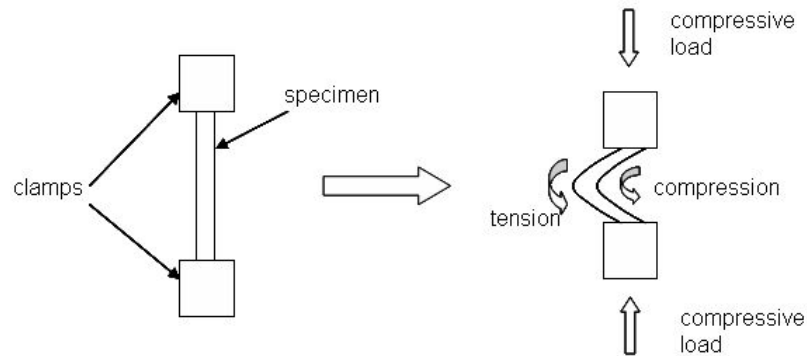 compressive
load
specimen
clamps
tension
compression
compressive
load